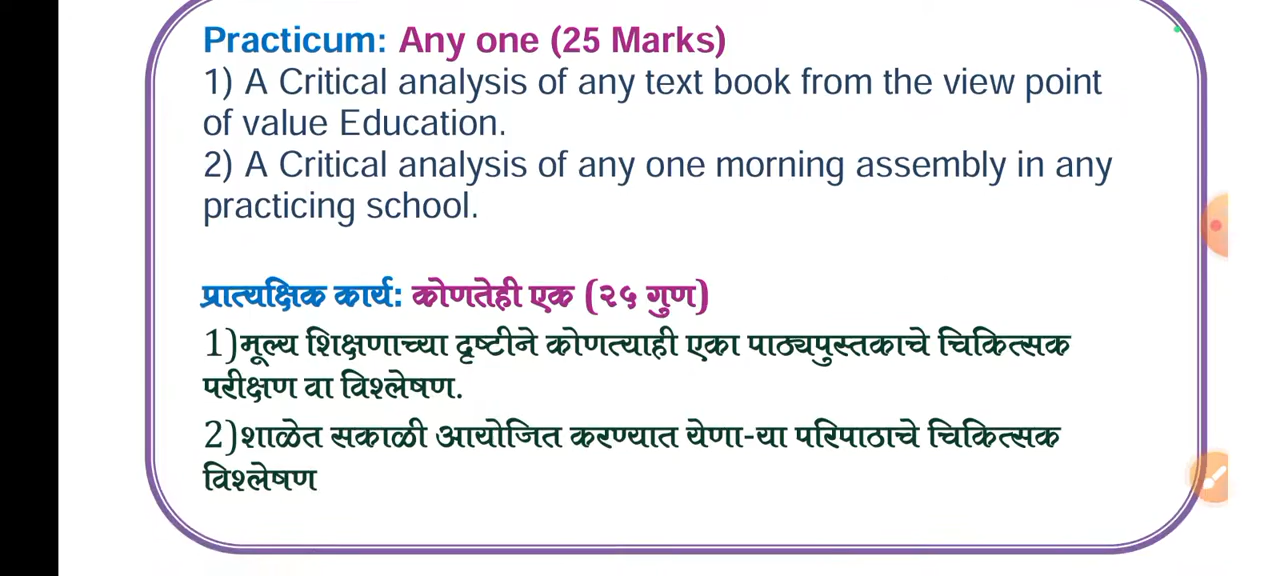 Practicum: Any one (25 Marks)
1) A Critical analysis of any text book from the view point
of value Education.
2) A Critical analysis of any one morning assembly in any
practicing school.
प्रात्यक्षिक कार्य: कोणतेही एक (२५ गुण)
1)मूल्य शिक्षणाच्या दृष्टीने कोणत्याही एका पाठ्यपुस्तकाचे चिकित्सक
परीक्षण वा विश्लेषण.
2)शाळेत सकाळी आयोजित करण्यात येणा-या परिपाठाचे चिकित्सक
विश्लेषण